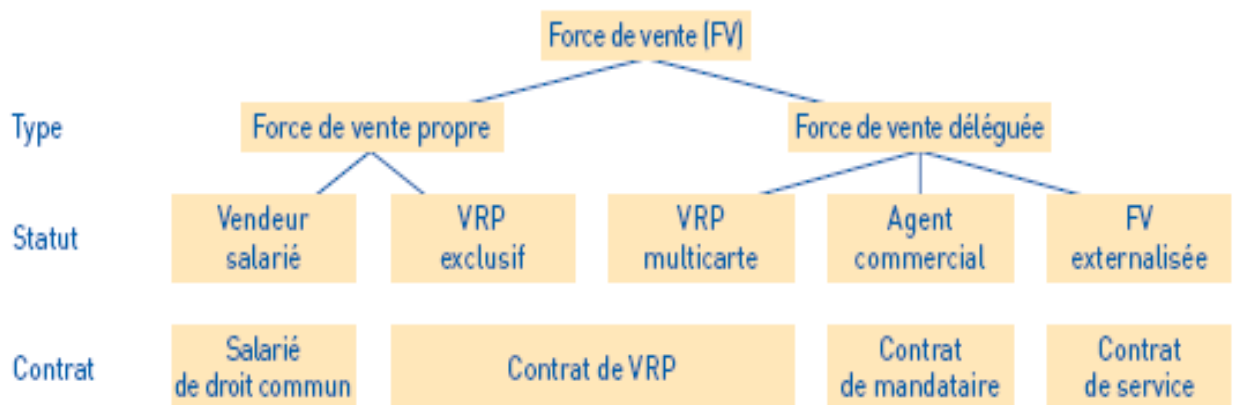 Force de vente (FV)
Type
Force de vente propre
Force de vente déléguée
Statut
Vendeur
salarié
VRP
exclusif
VRP
multicarte
Agent
commercial
FV
externalisée
Contrat
Salarié
de droit commun
Contrat de VRP
Contrat
de mandataire
Contrat
de service